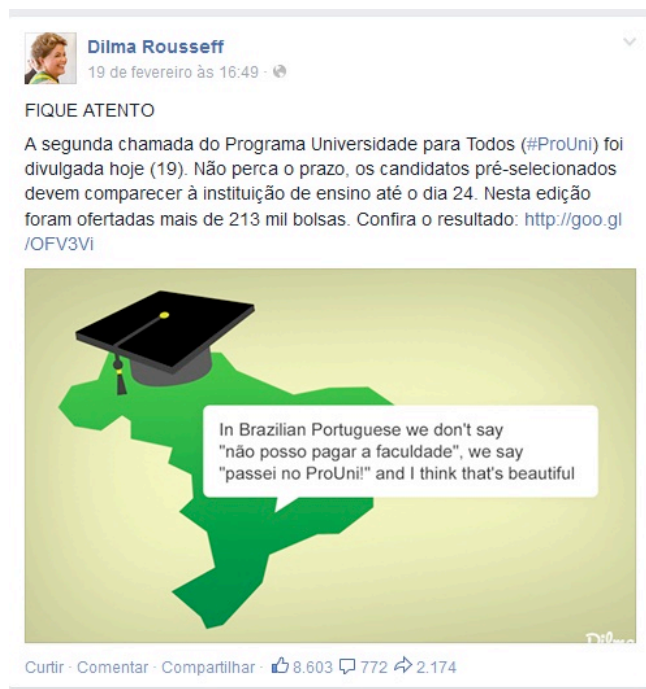 Dilma Rousseff
19 de fevereiro às 16:49 ·
FIQUE ATENTO
A segunda chamada do Programa Universidade para Todos (#ProUni) foi
divulgada hoje (19). Não perca o prazo, os candidatos pré-selecionados
devem comparecer à instituição de ensino até o dia 24. Nesta edição
foram ofertadas mais de 213 mil bolsas. Confira o resultado: http://goo.gl
/OFV3Vi
In Brazilian Portuguese we don't say
"não posso pagar a faculdade", we say
"passei no ProUni!" and I think that's beautiful
Dilma
Curtir · Comentar · Compartilhar · 8.603 772 2.174